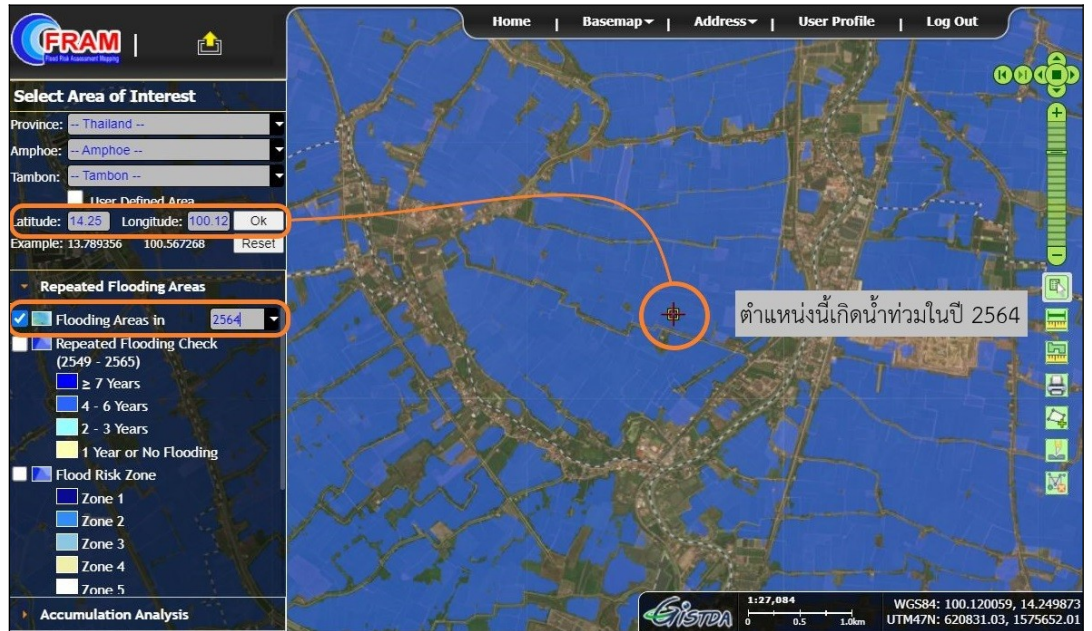 FRAM
Flood Risk Assessment Mapping
Home | Basemap | Address | User Profile | Log Out
Select Area of Interest
Province: -- Thailand --
Amphoe: -- Amphoe --
Tambon: -- Tambon --
User Defined Area
Latitude: 14.25 Longitude: 100.12 Ok
Example: 13.789356 100.567268 Reset
Repeated Flooding Areas
Flooding Areas in 2564
Repeated Flooding Check
(2549 - 2565)
≥ 7 Years
4 - 6 Years
2 - 3 Years
1 Year or No Flooding
Flood Risk Zone
Zone 1
Zone 2
Zone 3
Zone 4
Zone 5
Accumulation Analysis
ตำแหน่งนี้เกิดน้ำท่วมในปี 2564
GISTDA
1:27,084
0 0.5 1.0km
WGS84: 100.120059, 14.249873
UTM47N: 620831.03, 1575652.01